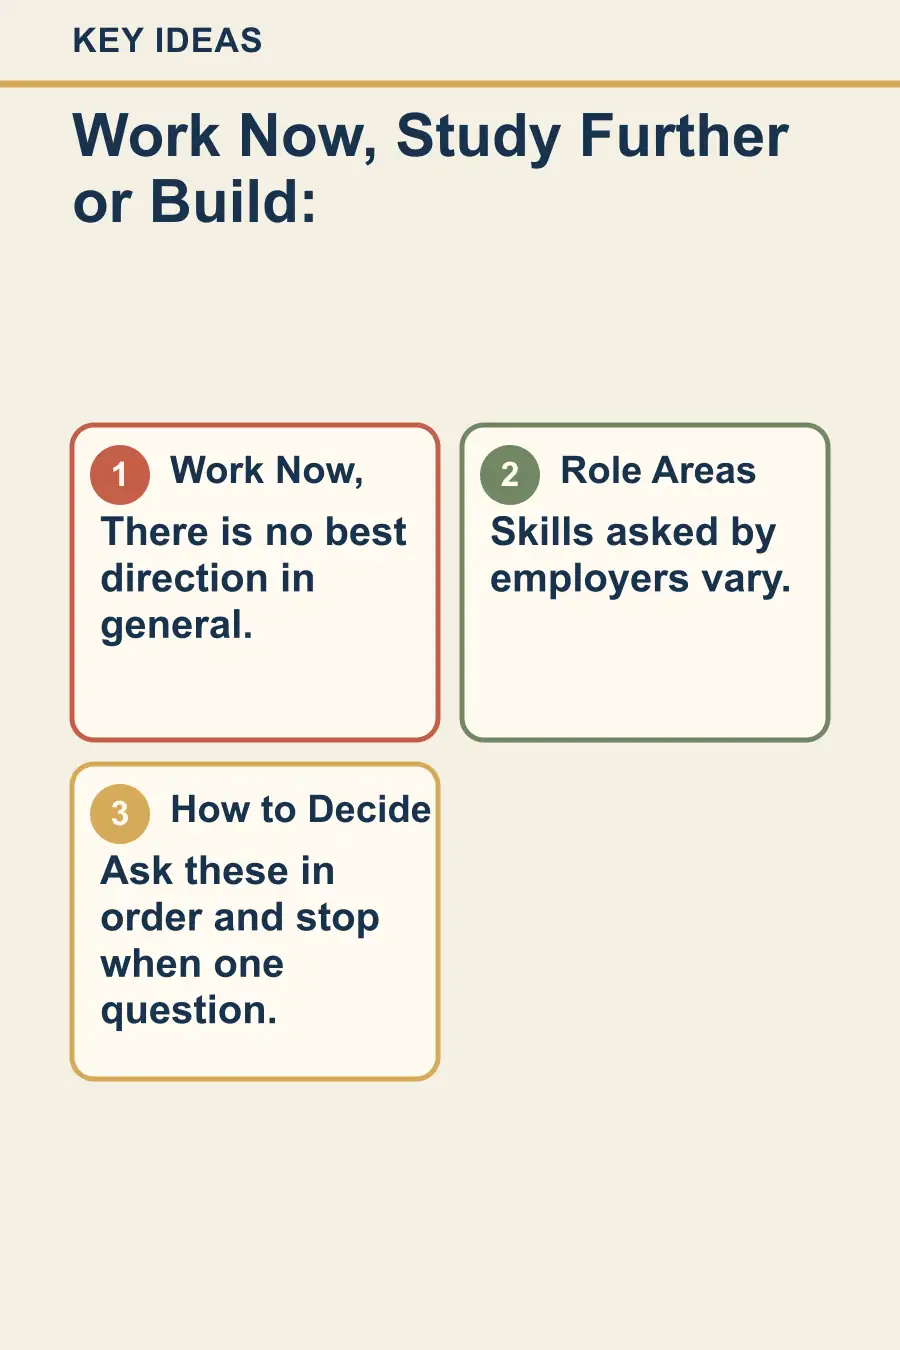 KEY IDEAS
Work Now, Study Further
or Build:
1 Work Now,
There is no best
direction in
general.
2 Role Areas
Skills asked by
employers vary.
3 How to Decide
Ask these in
order and stop
when one
question.